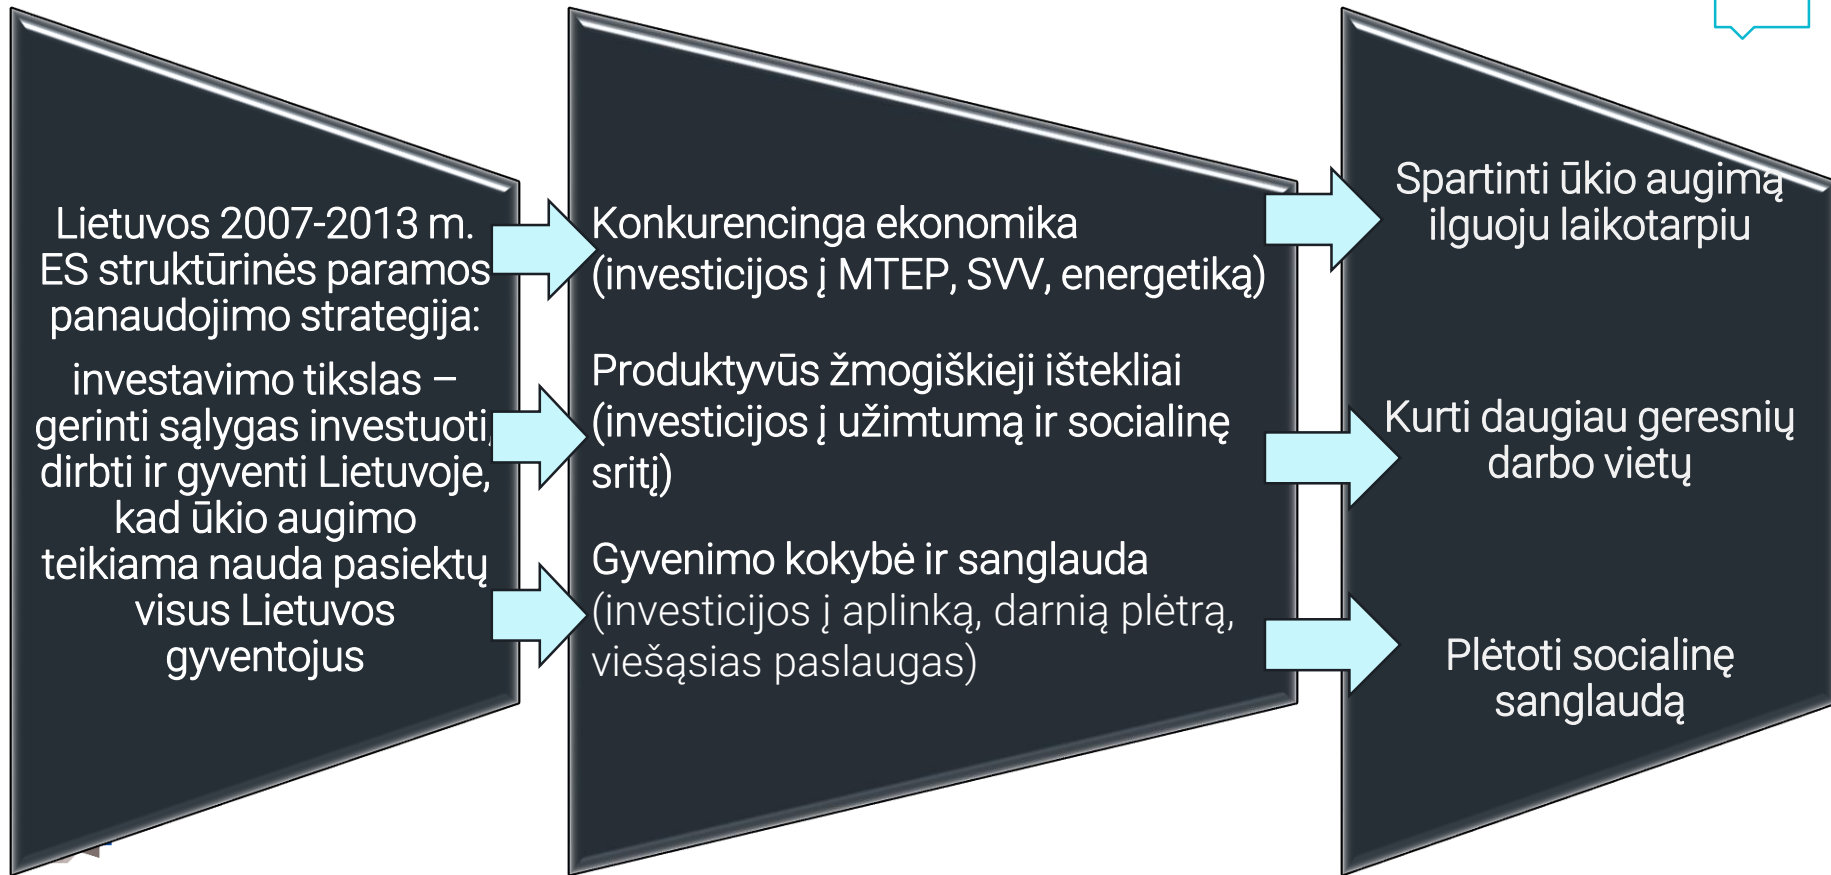 Lietuvos 2007-2013 m.
ES struktūrinės paramos
panaudojimo strategija:
investavimo tikslas –
gerinti sąlygas investuoti,
dirbti ir gyventi Lietuvoje,
kad ūkio augimo
teikiama nauda pasiektų
visus Lietuvos
gyventojus
Konkurencinga ekonomika
(investicijos į MTEP, SVV, energetiką)
Produktyvūs žmogiškieji ištekliai
(investicijos į užimtumą ir socialinę
sritį)
Gyvenimo kokybė ir sanglauda
(investicijos į aplinką, darnią plėtrą,
viešąsias paslaugas)
Spartinti ūkio augimą
ilguoju laikotarpiu
Kurti daugiau geresnių
darbo vietų
Plėtoti socialinę
sanglaudą